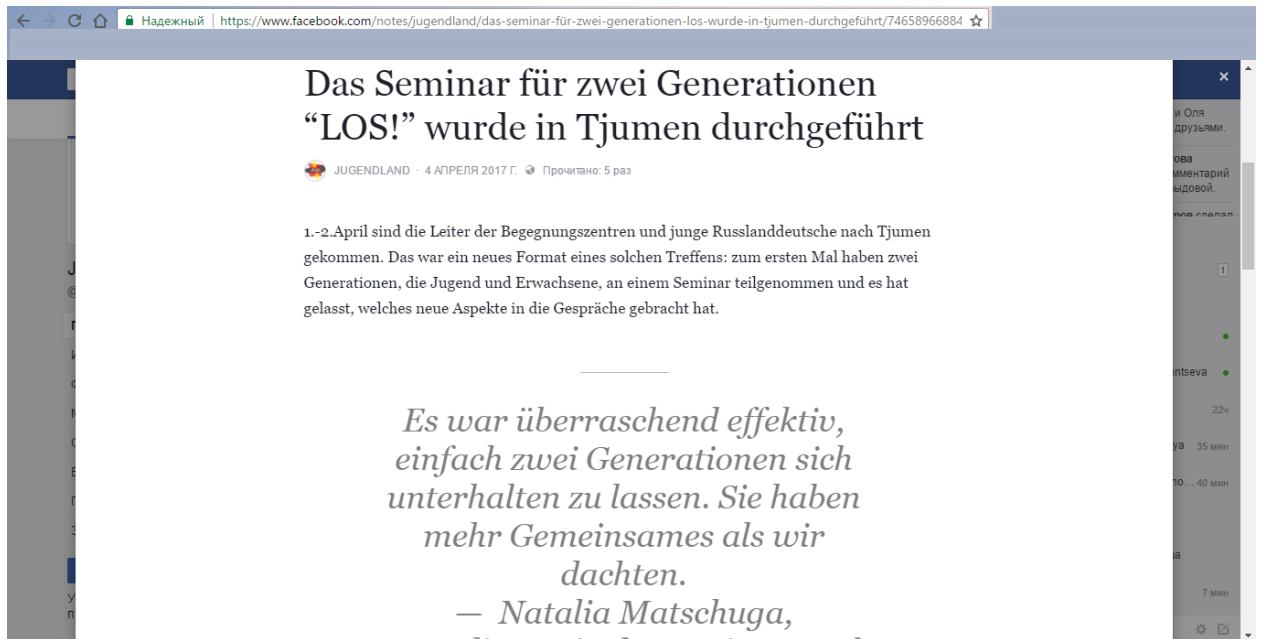 Надежный https://www.facebook.com/notes/jugendland/das-seminar-für-zwei-generationen-los-wurde-in-tjumen-durchgeführt/74658966884
Das Seminar für zwei Generationen
“LOS!” wurde in Tjumen durchgeführt
JUGENDLAND · 4 АПРЕЛЯ 2017 Г. Прочитано: 5 раз
1.-2.April sind die Leiter der Begegnungszentren und junge Russlanddeutsche nach Tjumen
gekommen. Das war ein neues Format eines solchen Treffens: zum ersten Mal haben zwei
Generationen, die Jugend und Erwachsene, an einem Seminar teilgenommen und es hat
gelasst, welches neue Aspekte in die Gespräche gebracht hat.
Es war überraschend effektiv,
einfach zwei Generationen sich
unterhalten zu lassen. Sie haben
mehr Gemeinsames als wir
dachten.
— Natalia Matschuga,
и Оля
друзьями.
ова
мментарий
ыдовой.
1
ntseva
22ч
ya 35 мин
по... 40 мин
7 мин